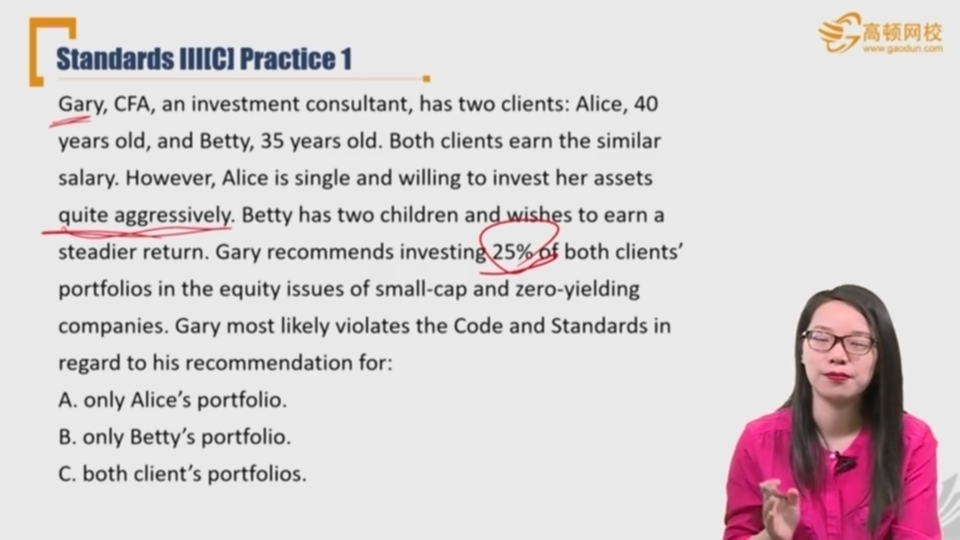 高顿网校
www.gaodun.com
Standards III[C] Practice 1
Gary, CFA, an investment consultant, has two clients: Alice, 40
years old, and Betty, 35 years old. Both clients earn the similar
salary. However, Alice is single and willing to invest her assets
quite aggressively. Betty has two children and wishes to earn a
steadier return. Gary recommends investing 25% of both clients’
portfolios in the equity issues of small-cap and zero-yielding
companies. Gary most likely violates the Code and Standards in
regard to his recommendation for:
A. only Alice’s portfolio.
B. only Betty’s portfolio.
C. both client’s portfolios.